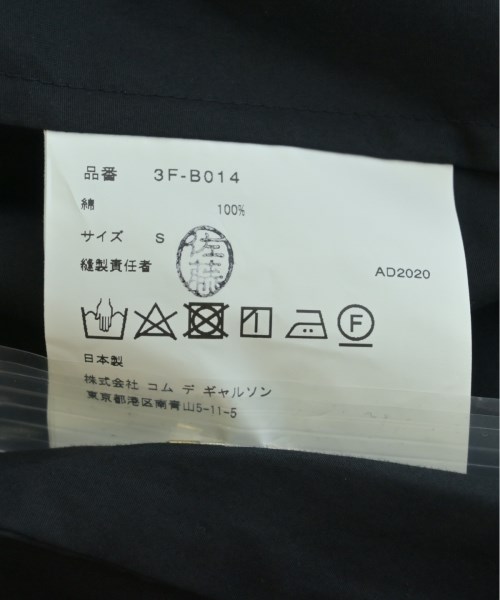 品番 3F-B014
綿 100%
サイズ S
佐藤
縫製責任者
AD2020
F
日本製
株式会社 コム デ ギャルソン
東京都港区南青山5-11-5